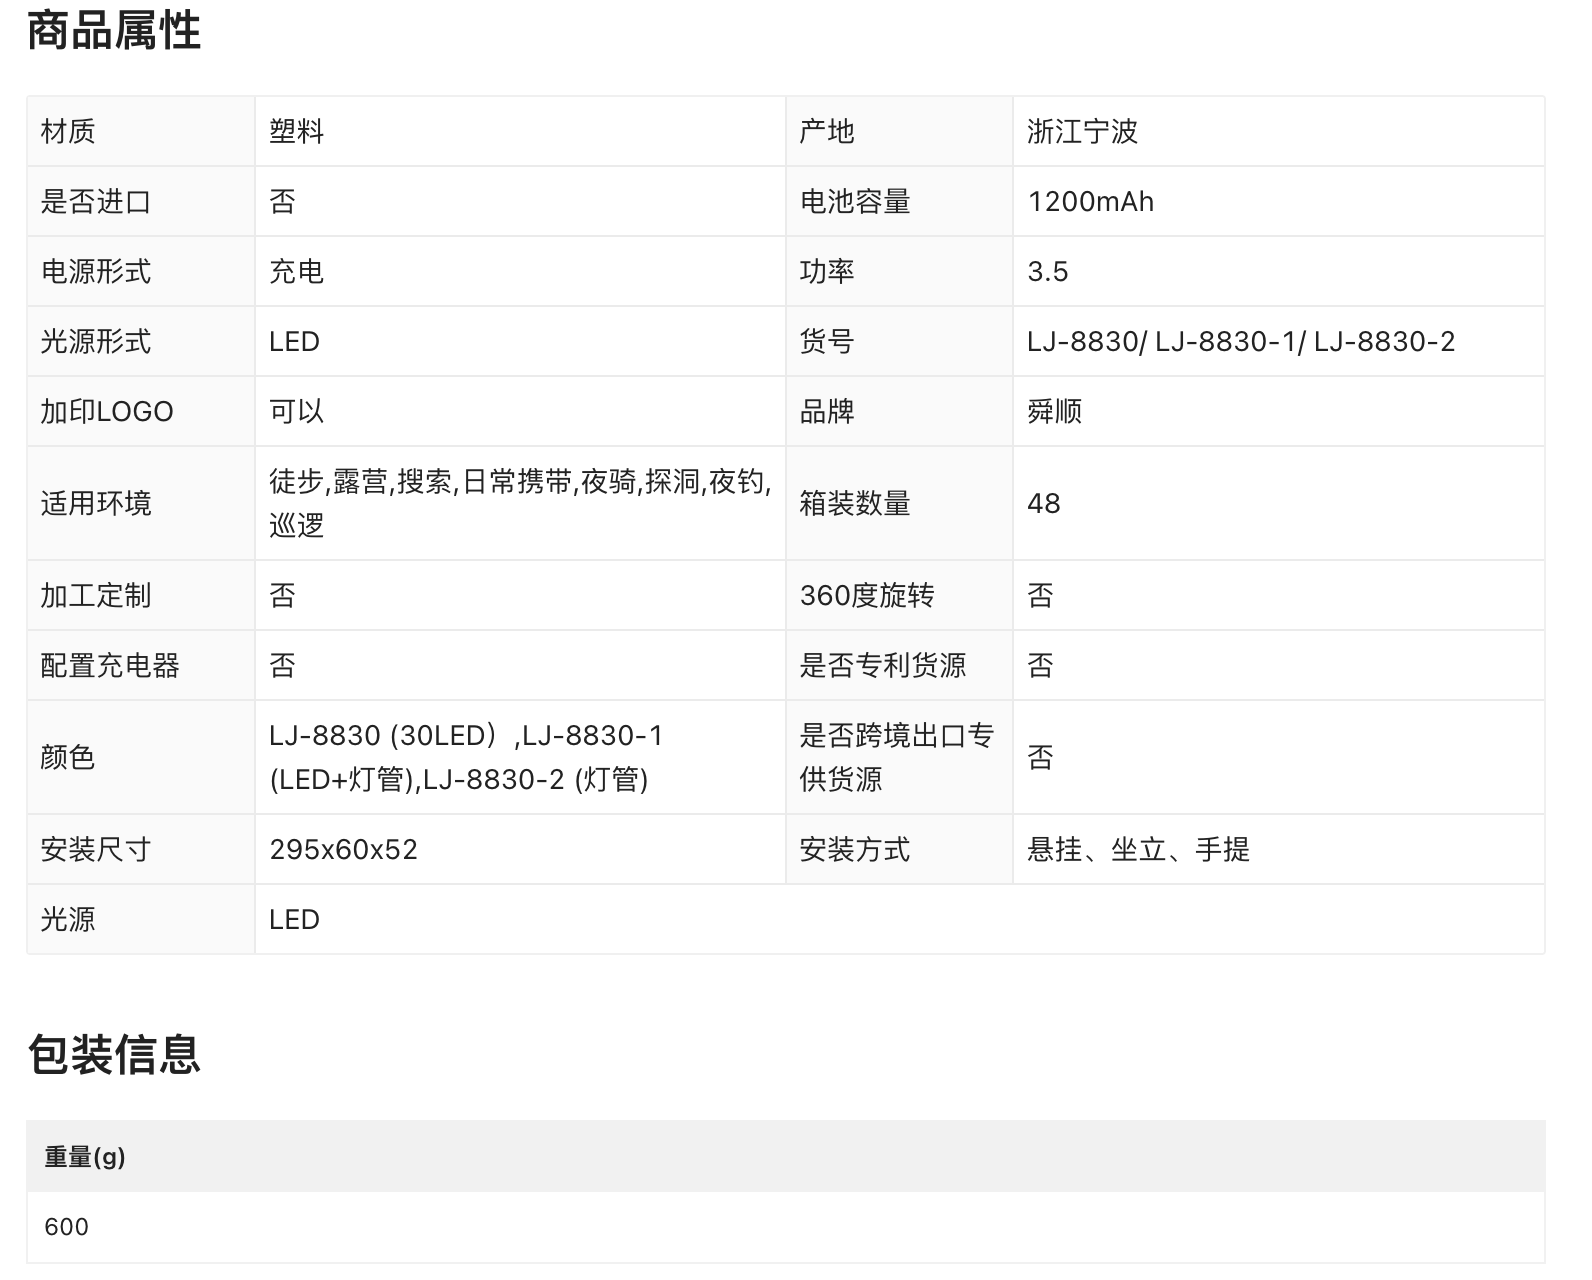 商品属性
材质 塑料 产地 浙江宁波
是否进口 否 电池容量 1200mAh
电源形式 充电 功率 3.5
光源形式 LED 货号 LJ-8830/ LJ-8830-1/ LJ-8830-2
加印LOGO 可以 品牌 舜顺
适用环境 徒步,露营,搜索,日常携带,夜骑,探洞,夜钓,
巡逻 箱装数量 48
加工定制 否 360度旋转 否
配置充电器 否 是否专利货源 否
颜色 LJ-8830 (30LED）,LJ-8830-1
(LED+灯管),LJ-8830-2 (灯管) 是否跨境出口专
供货源 否
安装尺寸 295x60x52 安装方式 悬挂、坐立、手提
光源 LED
包装信息
重量(g)
600